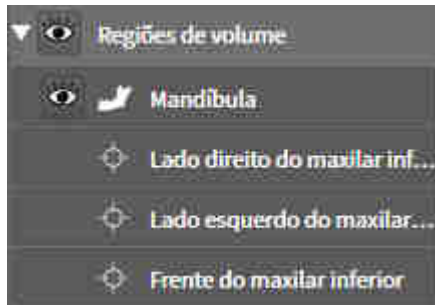 Regiões de volume
Mandíbula
Lado direito do maxilar inf...
Lado esquerdo do maxilar...
Frente do maxilar inferior